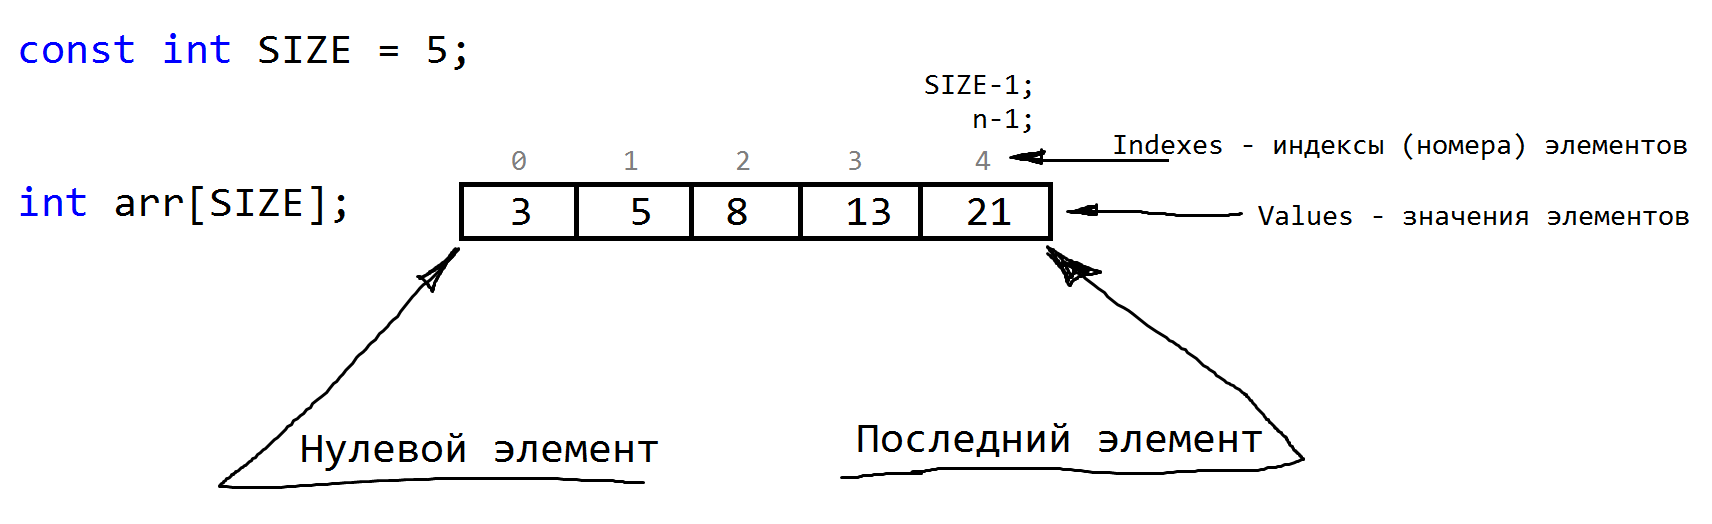 const int SIZE = 5;
SIZE-1;
n-1;
Indexes - индексы (номера) элементов
0 1 2 3 4
int arr[SIZE];
3 5 8 13 21
Values - значения элементов
Нулевой элемент
Последний элемент